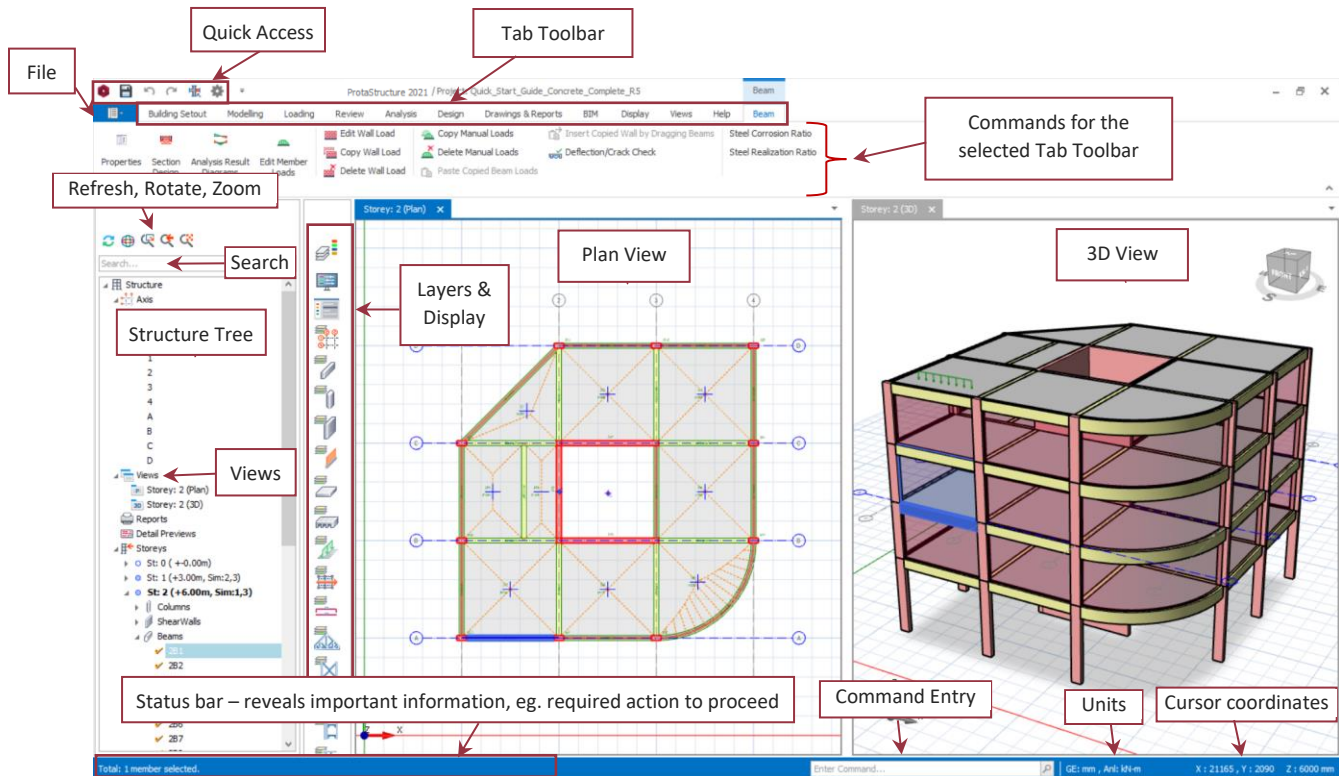 Quick Access
Tab Toolbar
File
ProtaStructure 2021 / Project: Quick_Start_Guide_Concrete_Complete_R5
Beam
Building Setout Modelling Loading Review Analysis Design Drawings & Reports BIM Display Views Help Beam
Commands for the
selected Tab Toolbar
Properties
Section
Analysis Result
Diagrams
Edit Member
Loads
Edit Wall Load
Copy Wall Load
Delete Wall Load
Copy Manual Loads
Delete Manual Loads
Paste Copied Beam Loads
Insert Copied Wall by Dragging Beams
Deflection/Crack Check
Steel Corrosion Ratio
Steel Realization Ratio
Refresh, Rotate, Zoom
Search...
Search
Structure
Axis
Structure Tree
1
2
3
4
A
B
C
D
Views
Views
Storey: 2 (Plan)
Storey: 2 (3D)
Reports
Detail Previews
Storeys
St: 0 ( +-0.00m)
St: 1 (+3.00m, Sim:2,3)
St: 2 (+6.00m, Sim:1,3)
Columns
ShearWalls
Beams
2B1
2B2
2B6
2B7
Layers &
Display
Storey: 2 (Plan)
Plan View
2 3 4
D
C C
B B
A A
X
Storey: 2 (3D)
3D View
FRONT
S
E
Status bar – reveals important information, eg. required action to proceed
Command Entry
Units
Cursor coordinates
Total: 1 member selected.
Enter Command...
GE: mm , Anl: kN-m
X : 21165 , Y : 2090 Z : 6000 mm